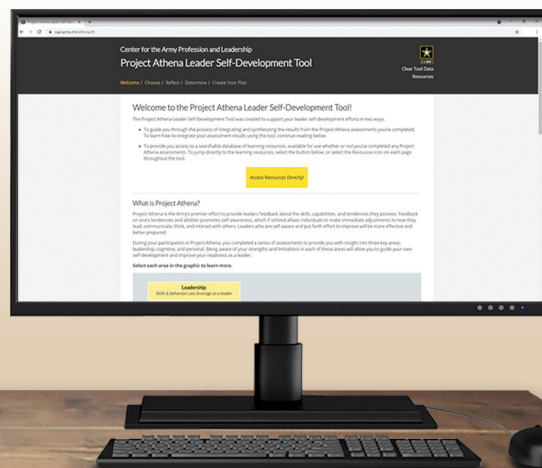 Project Athena Leader Self-Dev
capl.army.mil/athena/#/
Center for the Army Profession and Leadership
Project Athena Leader Self-Development Tool
Clear Tool Data
Resources
Welcome / Choose / Reflect / Determine / Create Your Plan
Welcome to the Project Athena Leader Self-Development Tool!
The Project Athena Leader Self-Development Tool was created to support your leader self-development efforts in two ways.
• To guide you through the process of integrating and synthesizing the results from the Project Athena assessments you've completed.
To learn how to integrate your assessment results using the tool, continue reading below.
• To provide you access to a searchable database of learning resources, available for use whether or not you've completed any Project
Athena assessments. To jump directly to the learning resources, select the button below, or select the Resources icon on each page
throughout the tool.
Access Resources Directly!
What is Project Athena?
Project Athena is the Army's premier effort to provide leaders feedback about the skills, capabilities, and tendencies they possess. Feedback
on one's tendencies and abilities promotes self-awareness, which if utilized allows individuals to make immediate adjustments to how they
lead, communicate, think, and interact with others. Leaders who are self-aware and put forth effort to improve will be more effective and
better prepared.
During your participation in Project Athena, you completed a series of assessments to provide you with insight into three key areas:
leadership, cognitive, and personal. Being aware of your strengths and limitations in each of these areas will allow you to guide your own
self-development and improve your readiness as a leader.
Select each area in the graphic to learn more.
Leadership
Skills & behaviors you leverage as a leader